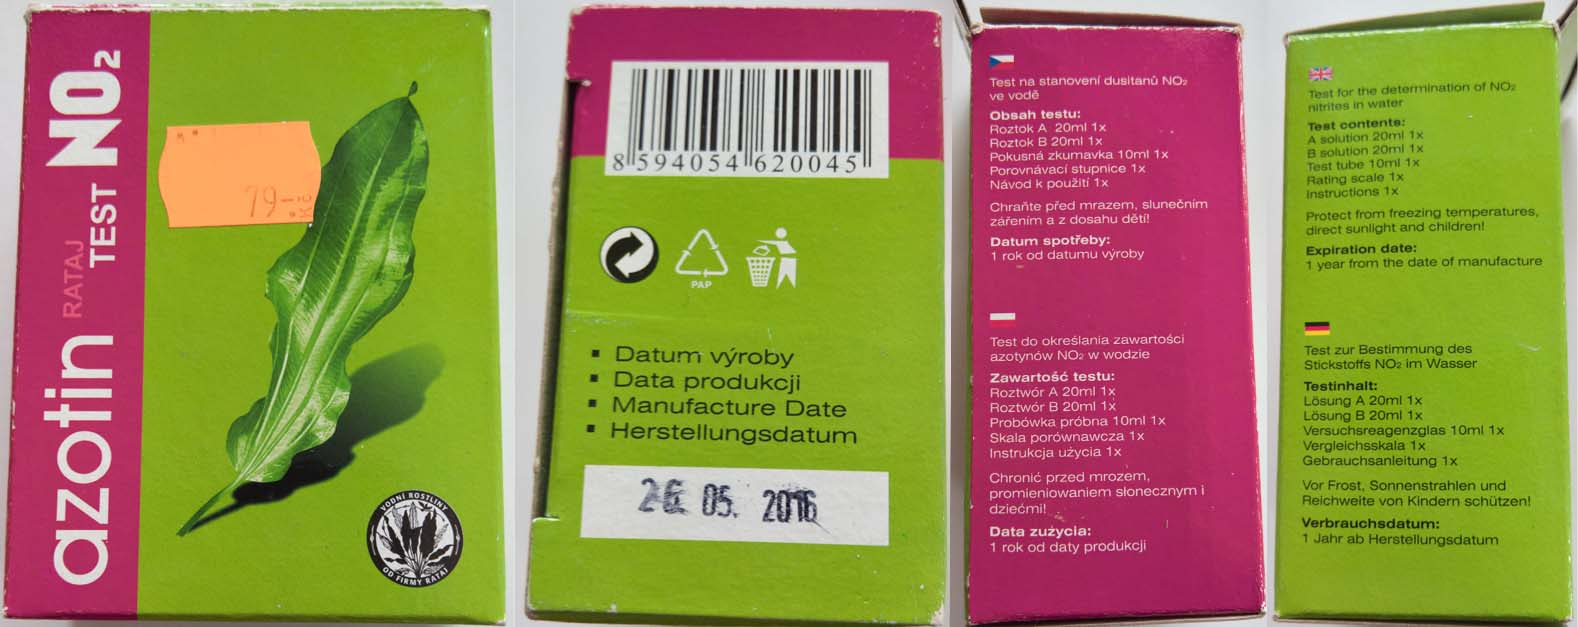 azotin RATAJ TEST NO₂
79-
VODNÍ ROSTLINY
OD FIRMY RATAJ
8 594054 620045
PAP
▪ Datum výroby
▪ Data produkcji
▪ Manufacture Date
▪ Herstellungsdatum
26. 05. 2016
Test na stanovení dusitanů NO₂
ve vodě
Obsah testu:
Roztok A 20ml 1x
Roztok B 20ml 1x
Pokusná zkumavka 10ml 1x
Porovnávací stupnice 1x
Návod k použití 1x
Chraňte před mrazem, slunečním
zářením a z dosahu dětí!
Datum spotřeby:
1 rok od datumu výroby
Test do określania zawartości
azotynów NO₂ w wodzie
Zawartość testu:
Roztwór A 20ml 1x
Roztwór B 20ml 1x
Probówka próbna 10ml 1x
Skala porównawcza 1x
Instrukcja użycia 1x
Chronić przed mrozem,
promieniowaniem słonecznym i
dziećmi!
Data zużycia:
1 rok od daty produkcji
Test for the determination of NO₂
nitrites in water
Test contents:
A solution 20ml 1x
B solution 20ml 1x
Test tube 10ml 1x
Rating scale 1x
Instructions 1x
Protect from freezing temperatures,
direct sunlight and children!
Expiration date:
1 year from the date of manufacture
Test zur Bestimmung des
Stickstoffs NO₂ im Wasser
Testinhalt:
Lösung A 20ml 1x
Lösung B 20ml 1x
Versuchsreagenzglas 10ml 1x
Vergleichsskala 1x
Gebrauchsanleitung 1x
Vor Frost, Sonnenstrahlen und
Reichweite von Kindern schützen!
Verbrauchsdatum:
1 Jahr ab Herstellungsdatum